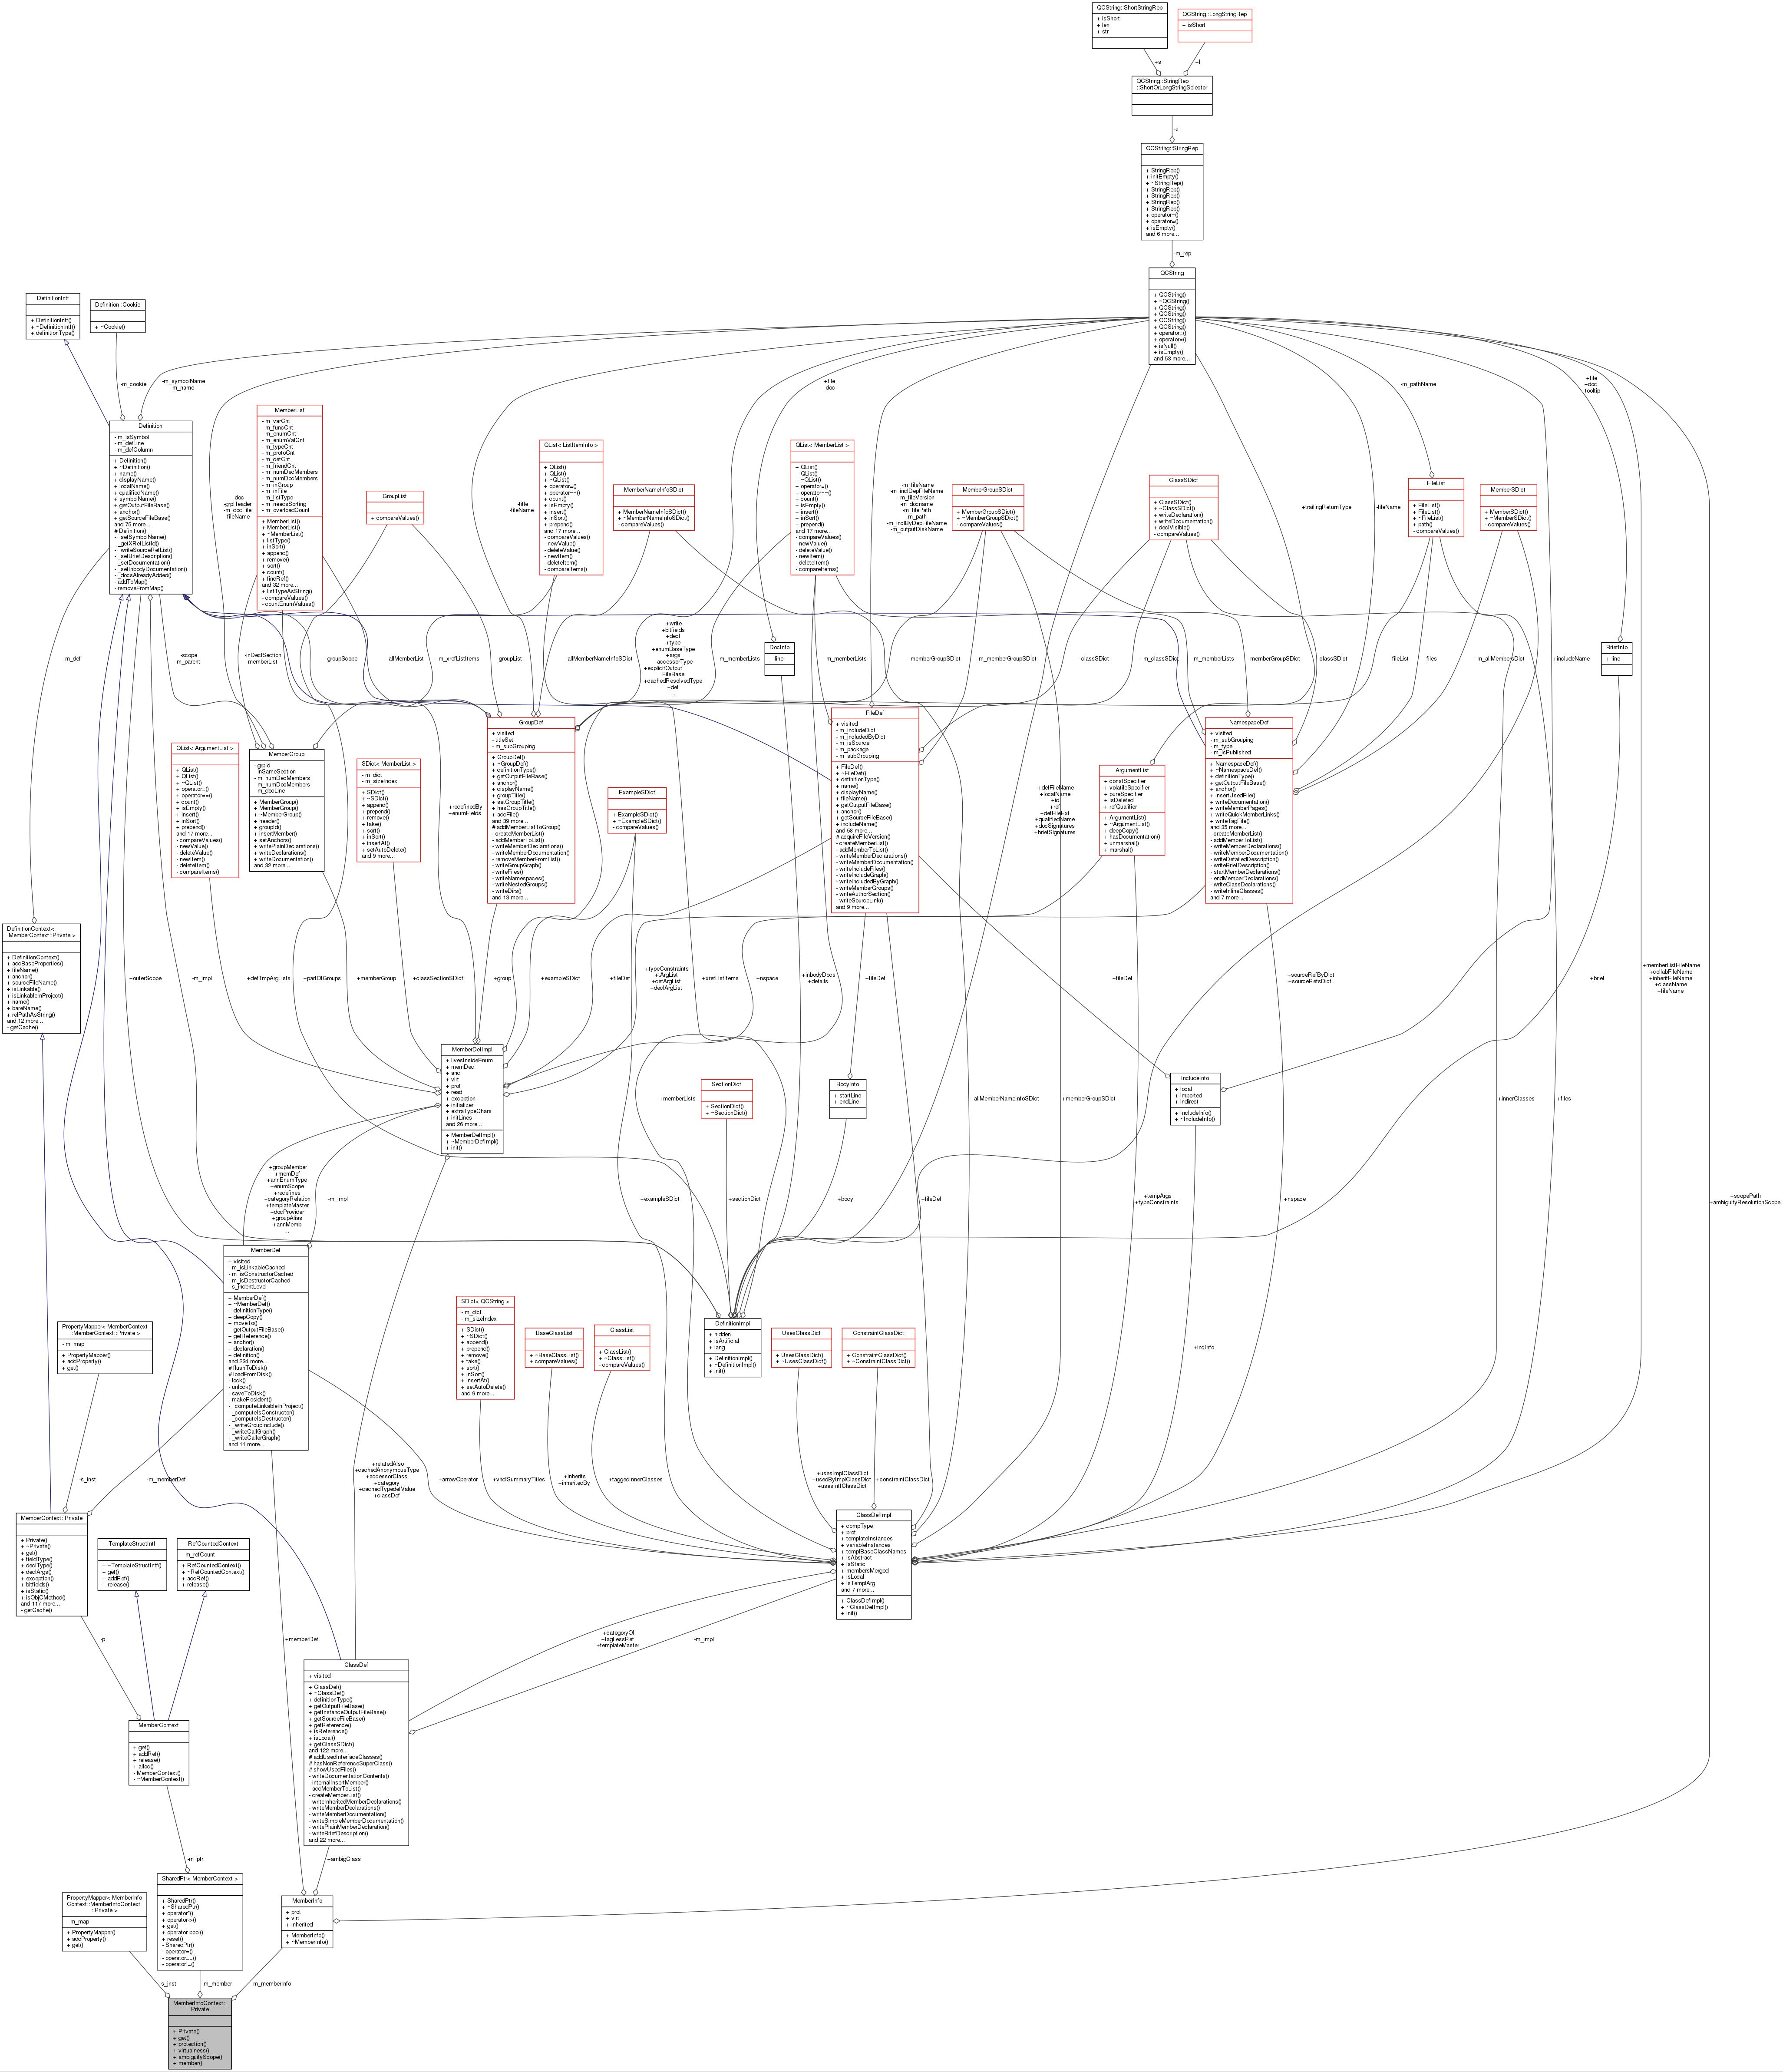 QCString::ShortStringRep
+ isShort
+ len
+ str
QCString::LongStringRep
+ isShort
+s
+l
QCString::StringRep
::ShortOrLongStringSelector
-u
QCString::StringRep
+ StringRep()
+ initEmpty()
+ ~StringRep()
+ StringRep()
+ StringRep()
+ StringRep()
+ StringRep()
+ operator=()
+ operator=()
+ isEmpty()
and 6 more...
-m_rep
QCString
+ QCString()
+ ~QCString()
+ QCString()
+ QCString()
+ QCString()
+ QCString()
+ operator=()
+ operator=()
+ isNull()
+ isEmpty()
and 53 more...
DefinitionIntf
+ DefinitionIntf()
+ ~DefinitionIntf()
+ definitionType()
Definition::Cookie
+ ~Cookie()
-m_cookie
-m_symbolName
-m_name
+file
+doc
+trailingReturnType
-fileName
-m_pathName
+file
+doc
+tooltip
Definition
- m_isSymbol
- m_defLine
- m_defColumn
+ Definition()
+ ~Definition()
+ name()
+ displayName()
+ localName()
+ qualifiedName()
+ symbolName()
+ getOutputFileBase()
+ anchor()
+ getSourceFileBase()
and 75 more...
# Definition()
- _setSymbolName()
- _getXRefListId()
- _writeSourceRefList()
- _setBriefDescription()
- _setDocumentation()
- _setInbodyDocumentation()
- _docsAlreadyAdded()
- addToMap()
- removeFromMap()
-doc
-grpHeader
-m_docFile
-fileName
MemberList
- m_varCnt
- m_funcCnt
- m_enumCnt
- m_enumValCnt
- m_typeCnt
- m_protoCnt
- m_defCnt
- m_friendCnt
- m_numDecMembers
- m_numDocMembers
- m_inGroup
- m_inFile
- m_listType
- m_needsSorting
- m_overloadCount
+ MemberList()
+ MemberList()
+ ~MemberList()
+ listType()
+ inSort()
+ append()
+ remove()
+ sort()
+ count()
+ findRef()
and 32 more...
+ listTypeAsString()
- compareValues()
- countEnumValues()
GroupList
+ compareValues()
-title
-fileName
QList< ListItemInfo >
+ QList()
+ QList()
+ ~QList()
+ operator=()
+ operator==()
+ count()
+ isEmpty()
+ insert()
+ inSort()
+ prepend()
and 17 more...
- compareValues()
- newValue()
- deleteValue()
- newItem()
- deleteItem()
- compareItems()
MemberNameInfoSDict
+ MemberNameInfoSDict()
+ ~MemberNameInfoSDict()
- compareValues()
QList< MemberList >
+ QList()
+ QList()
+ ~QList()
+ operator=()
+ operator==()
+ count()
+ isEmpty()
+ insert()
+ inSort()
+ prepend()
and 17 more...
- compareValues()
- newValue()
- deleteValue()
- newItem()
- deleteItem()
- compareItems()
-m_fileName
-m_inclDepFileName
-m_fileVersion
-m_docname
-m_filePath
-m_path
-m_inclByDepFileName
-m_outputDiskName
MemberGroupSDict
+ MemberGroupSDict()
+ ~MemberGroupSDict()
- compareValues()
ClassSDict
+ ClassSDict()
+ ~ClassSDict()
+ writeDeclaration()
+ writeDocumentation()
+ declVisible()
- compareValues()
FileList
+ FileList()
+ FileList()
+ ~FileList()
+ path()
- compareValues()
MemberSDict
+ MemberSDict()
+ ~MemberSDict()
- compareValues()
-m_def
-scope
-m_parent
-inDeclSection
-memberList
-groupScope
-allMemberList
-m_xrefListItems
-groupList
-allMemberNameInfoSDict
+write
+bitfields
+decl
+type
+enumBaseType
+args
+accessorType
+explicitOutput
FileBase
+cachedResolvedType
+def
...
-m_memberLists
DocInfo
+ line
-m_memberLists
-memberGroupSDict
-m_memberGroupSDict
-classSDict
-m_classSDict
-m_memberLists
-memberGroupSDict
-classSDict
-fileList
-files
-m_allMembersDict
+includeName
BriefInfo
+ line
QList< ArgumentList >
+ QList()
+ QList()
+ ~QList()
+ operator=()
+ operator==()
+ count()
+ isEmpty()
+ insert()
+ inSort()
+ prepend()
and 17 more...
- compareValues()
- newValue()
- deleteValue()
- newItem()
- deleteItem()
- compareItems()
MemberGroup
- grpId
- inSameSection
- m_numDecMembers
- m_numDocMembers
- m_docLine
+ MemberGroup()
+ MemberGroup()
+ ~MemberGroup()
+ header()
+ groupId()
+ insertMember()
+ setAnchors()
+ writePlainDeclarations()
+ writeDeclarations()
+ writeDocumentation()
and 32 more...
SDict< MemberList >
- m_dict
- m_sizeIndex
+ SDict()
+ ~SDict()
+ append()
+ prepend()
+ remove()
+ take()
+ sort()
+ inSort()
+ insertAt()
+ setAutoDelete()
and 9 more...
+redefinedBy
+enumFields
GroupDef
+ visited
- titleSet
- m_subGrouping
+ GroupDef()
+ ~GroupDef()
+ definitionType()
+ getOutputFileBase()
+ anchor()
+ displayName()
+ groupTitle()
+ setGroupTitle()
+ hasGroupTitle()
+ addFile()
and 39 more...
# addMemberListToGroup()
- createMemberList()
- addMemberToList()
- writeMemberDeclarations()
- writeMemberDocumentation()
- removeMemberFromList()
- writeGroupGraph()
- writeFiles()
- writeNamespaces()
- writeNestedGroups()
- writeDirs()
and 13 more...
ExampleSDict
+ ExampleSDict()
+ ~ExampleSDict()
- compareValues()
FileDef
+ visited
- m_includeDict
- m_includedByDict
- m_isSource
- m_package
- m_subGrouping
+ FileDef()
+ ~FileDef()
+ definitionType()
+ name()
+ displayName()
+ fileName()
+ getOutputFileBase()
+ anchor()
+ getSourceFileBase()
+ includeName()
and 58 more...
# acquireFileVersion()
- createMemberList()
- addMemberToList()
- writeMemberDeclarations()
- writeMemberDocumentation()
- writeIncludeFiles()
- writeIncludeGraph()
- writeIncludedByGraph()
- writeMemberGroups()
- writeAuthorSection()
- writeSourceLink()
and 9 more...
+defFileName
+localName
+id
+ref
+defFileExt
+qualifiedName
+docSignatures
+briefSignatures
ArgumentList
+ constSpecifier
+ volatileSpecifier
+ pureSpecifier
+ isDeleted
+ refQualifier
+ ArgumentList()
+ ~ArgumentList()
+ deepCopy()
+ hasDocumentation()
+ unmarshal()
+ marshal()
NamespaceDef
+ visited
- m_subGrouping
- m_type
- m_isPublished
+ NamespaceDef()
+ ~NamespaceDef()
+ definitionType()
+ getOutputFileBase()
+ anchor()
+ insertUsedFile()
+ writeDocumentation()
+ writeMemberPages()
+ writeQuickMemberLinks()
+ writeTagFile()
and 35 more...
- createMemberList()
- addMemberToList()
- writeMemberDeclarations()
- writeMemberDocumentation()
- writeDetailedDescription()
- writeBriefDescription()
- startMemberDeclarations()
- endMemberDeclarations()
- writeClassDeclarations()
- writeInlineClasses()
and 7 more...
DefinitionContext<
MemberContext::Private >
+ DefinitionContext()
+ addBaseProperties()
+ fileName()
+ anchor()
+ sourceFileName()
+ isLinkable()
+ isLinkableInProject()
+ name()
+ bareName()
+ relPathAsString()
and 12 more...
- getCache()
+outerScope
-m_impl
+defTmpArgLists
+partOfGroups
+memberGroup
+classSectionSDict
+group
+exampleSDict
+fileDef
+typeConstraints
+tArgList
+defArgList
+declArgList
+xrefListItems
+nspace
+inbodyDocs
+details
+fileDef
+fileDef
+sourceRefByDict
+sourceRefsDict
+brief
+memberListFileName
+collabFileName
+inheritFileName
+className
+fileName
MemberDefImpl
+ livesInsideEnum
+ memDec
+ anc
+ virt
+ prot
+ read
+ exception
+ initializer
+ extraTypeChars
+ initLines
and 26 more...
+ MemberDefImpl()
+ ~MemberDefImpl()
+ init()
+memberLists
SectionDict
+ SectionDict()
+ ~SectionDict()
BodyInfo
+ startLine
+ endLine
+allMemberNameInfoSDict
+memberGroupSDict
IncludeInfo
+ local
+ imported
+ indirect
+ IncludeInfo()
+ ~IncludeInfo()
+innerClasses
+files
+groupMember
+memDef
+annEnumType
+enumScope
+redefines
+categoryRelation
+templateMaster
+docProvider
+groupAlias
+annMemb
...
-m_impl
+exampleSDict
+sectionDict
+body
+fileDef
+tempArgs
+typeConstraints
+nspace
+scopePath
+ambiguityResolutionScope
MemberDef
+ visited
- m_isLinkableCached
- m_isConstructorCached
- m_isDestructorCached
- s_indentLevel
+ MemberDef()
+ ~MemberDef()
+ definitionType()
+ deepCopy()
+ moveTo()
+ getOutputFileBase()
+ getReference()
+ anchor()
+ declaration()
+ definition()
and 234 more...
# flushToDisk()
# loadFromDisk()
- lock()
- unlock()
- saveToDisk()
- makeResident()
- _computeLinkableInProject()
- _computeIsConstructor()
- _computeIsDestructor()
- _writeGroupInclude()
- _writeCallGraph()
- _writeCallerGraph()
and 11 more...
PropertyMapper< MemberContext
::MemberContext::Private >
- m_map
+ PropertyMapper()
+ addProperty()
+ get()
SDict< QCString >
- m_dict
- m_sizeIndex
+ SDict()
+ ~SDict()
+ append()
+ prepend()
+ remove()
+ take()
+ sort()
+ inSort()
+ insertAt()
+ setAutoDelete()
and 9 more...
BaseClassList
+ ~BaseClassList()
+ compareValues()
ClassList
+ ClassList()
+ ~ClassList()
- compareValues()
DefinitionImpl
+ hidden
+ isArtificial
+ lang
+ DefinitionImpl()
+ ~DefinitionImpl()
+ init()
UsesClassDict
+ UsesClassDict()
+ ~UsesClassDict()
ConstraintClassDict
+ ConstraintClassDict()
+ ~ConstraintClassDict()
+incInfo
-s_inst
-m_memberDef
+relatedAlso
+cachedAnonymousType
+accessorClass
+category
+cachedTypedefValue
+classDef
+arrowOperator
+vhdlSummaryTitles
+inherits
+inheritedBy
+taggedInnerClasses
+usesImplClassDict
+usedByImplClassDict
+usesIntfClassDict
+constraintClassDict
MemberContext::Private
+ Private()
+ ~Private()
+ get()
+ fieldType()
+ declType()
+ declArgs()
+ exception()
+ bitfields()
+ isStatic()
+ isObjCMethod()
and 117 more...
- getCache()
TemplateStructIntf
+ ~TemplateStructIntf()
+ get()
+ addRef()
+ release()
RefCountedContext
- m_refCount
+ RefCountedContext()
+ ~RefCountedContext()
+ addRef()
+ release()
ClassDefImpl
+ compType
+ prot
+ templateInstances
+ variableInstances
+ templBaseClassNames
+ isAbstract
+ isStatic
+ membersMerged
+ isLocal
+ isTemplArg
and 7 more...
+ ClassDefImpl()
+ ~ClassDefImpl()
+ init()
-p
+memberDef
+categoryOf
+tagLessRef
+templateMaster
-m_impl
ClassDef
+ visited
+ ClassDef()
+ ~ClassDef()
+ definitionType()
+ getOutputFileBase()
+ getInstanceOutputFileBase()
+ getSourceFileBase()
+ getReference()
+ isReference()
+ isLocal()
+ getClassSDict()
and 122 more...
# addUsedInterfaceClasses()
# hasNonReferenceSuperClass()
# showUsedFiles()
- writeDocumentationContents()
- internalInsertMember()
- addMemberToList()
- createMemberList()
- writeInheritedMemberDeclarations()
- writeMemberDeclarations()
- writeMemberDocumentation()
- writeSimpleMemberDocumentation()
- writePlainMemberDeclaration()
- writeBriefDescription()
and 22 more...
MemberContext
+ get()
+ addRef()
+ release()
+ alloc()
- MemberContext()
- ~MemberContext()
-m_ptr
+ambigClass
SharedPtr< MemberContext >
+ SharedPtr()
+ ~SharedPtr()
+ operator*()
+ operator->()
+ get()
+ operator bool()
+ reset()
- SharedPtr()
- operator=()
- operator==()
- operator!=()
PropertyMapper< MemberInfo
Context::MemberInfoContext
::Private >
- m_map
+ PropertyMapper()
+ addProperty()
+ get()
MemberInfo
+ prot
+ virt
+ inherited
+ MemberInfo()
+ ~MemberInfo()
-s_inst
-m_member
-m_memberInfo
MemberInfoContext::
Private
+ Private()
+ get()
+ protection()
+ virtualness()
+ ambiguityScope()
+ member()